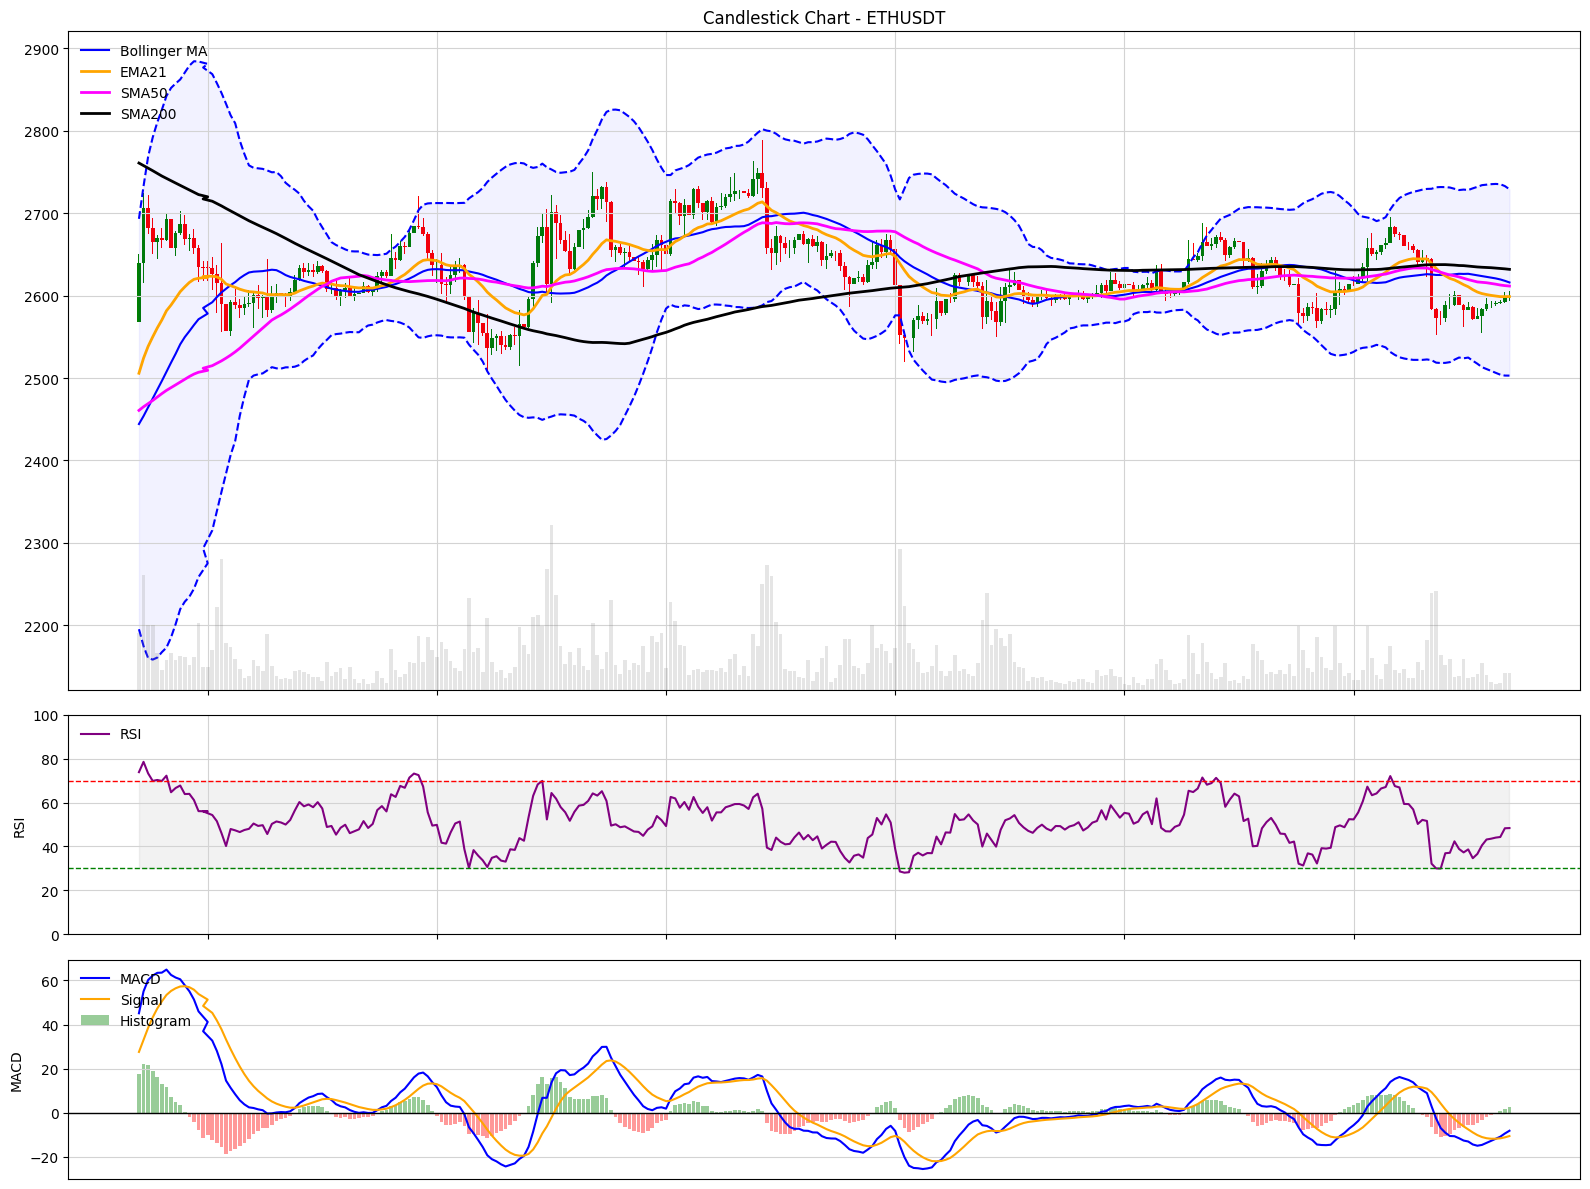 Candlestick Chart - ETHUSDT
2900
2800
2700
2600
2500
2400
2300
2200
Bollinger MA
EMA21
SMA50
SMA200
100
80
60
40
20
0
RSI
RSI
60
40
20
0
−20
MACD
MACD
Signal
Histogram